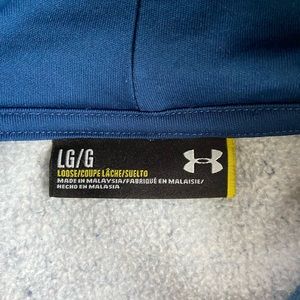 LG/G
LOOSE/COUPE LÂCHE/SUELTO
MADE IN MALAYSIA/FABRIQUÉ EN MALAISIE/
HECHO EN MALASIA